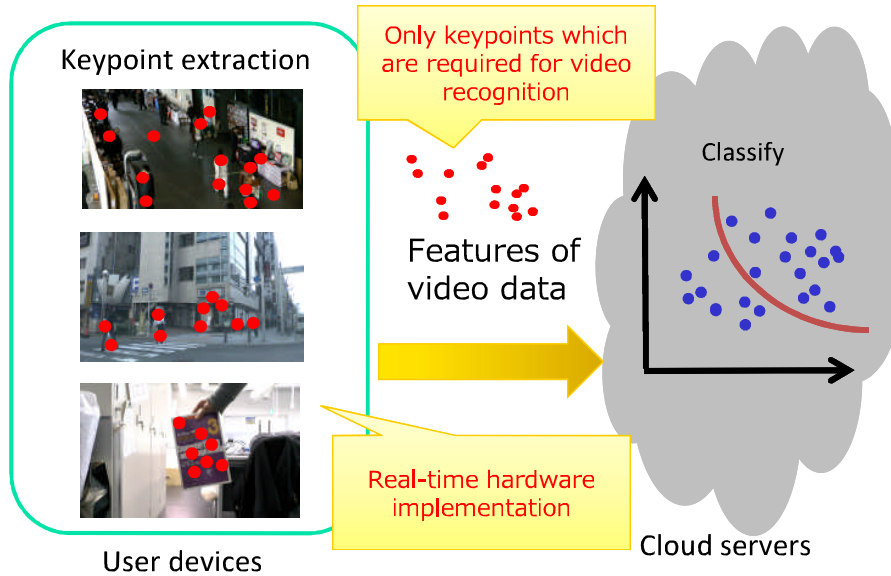 Keypoint extraction
Only keypoints which
are required for video
recognition
Features of
video data
Classify
Real-time hardware
implementation
User devices
Cloud servers
3